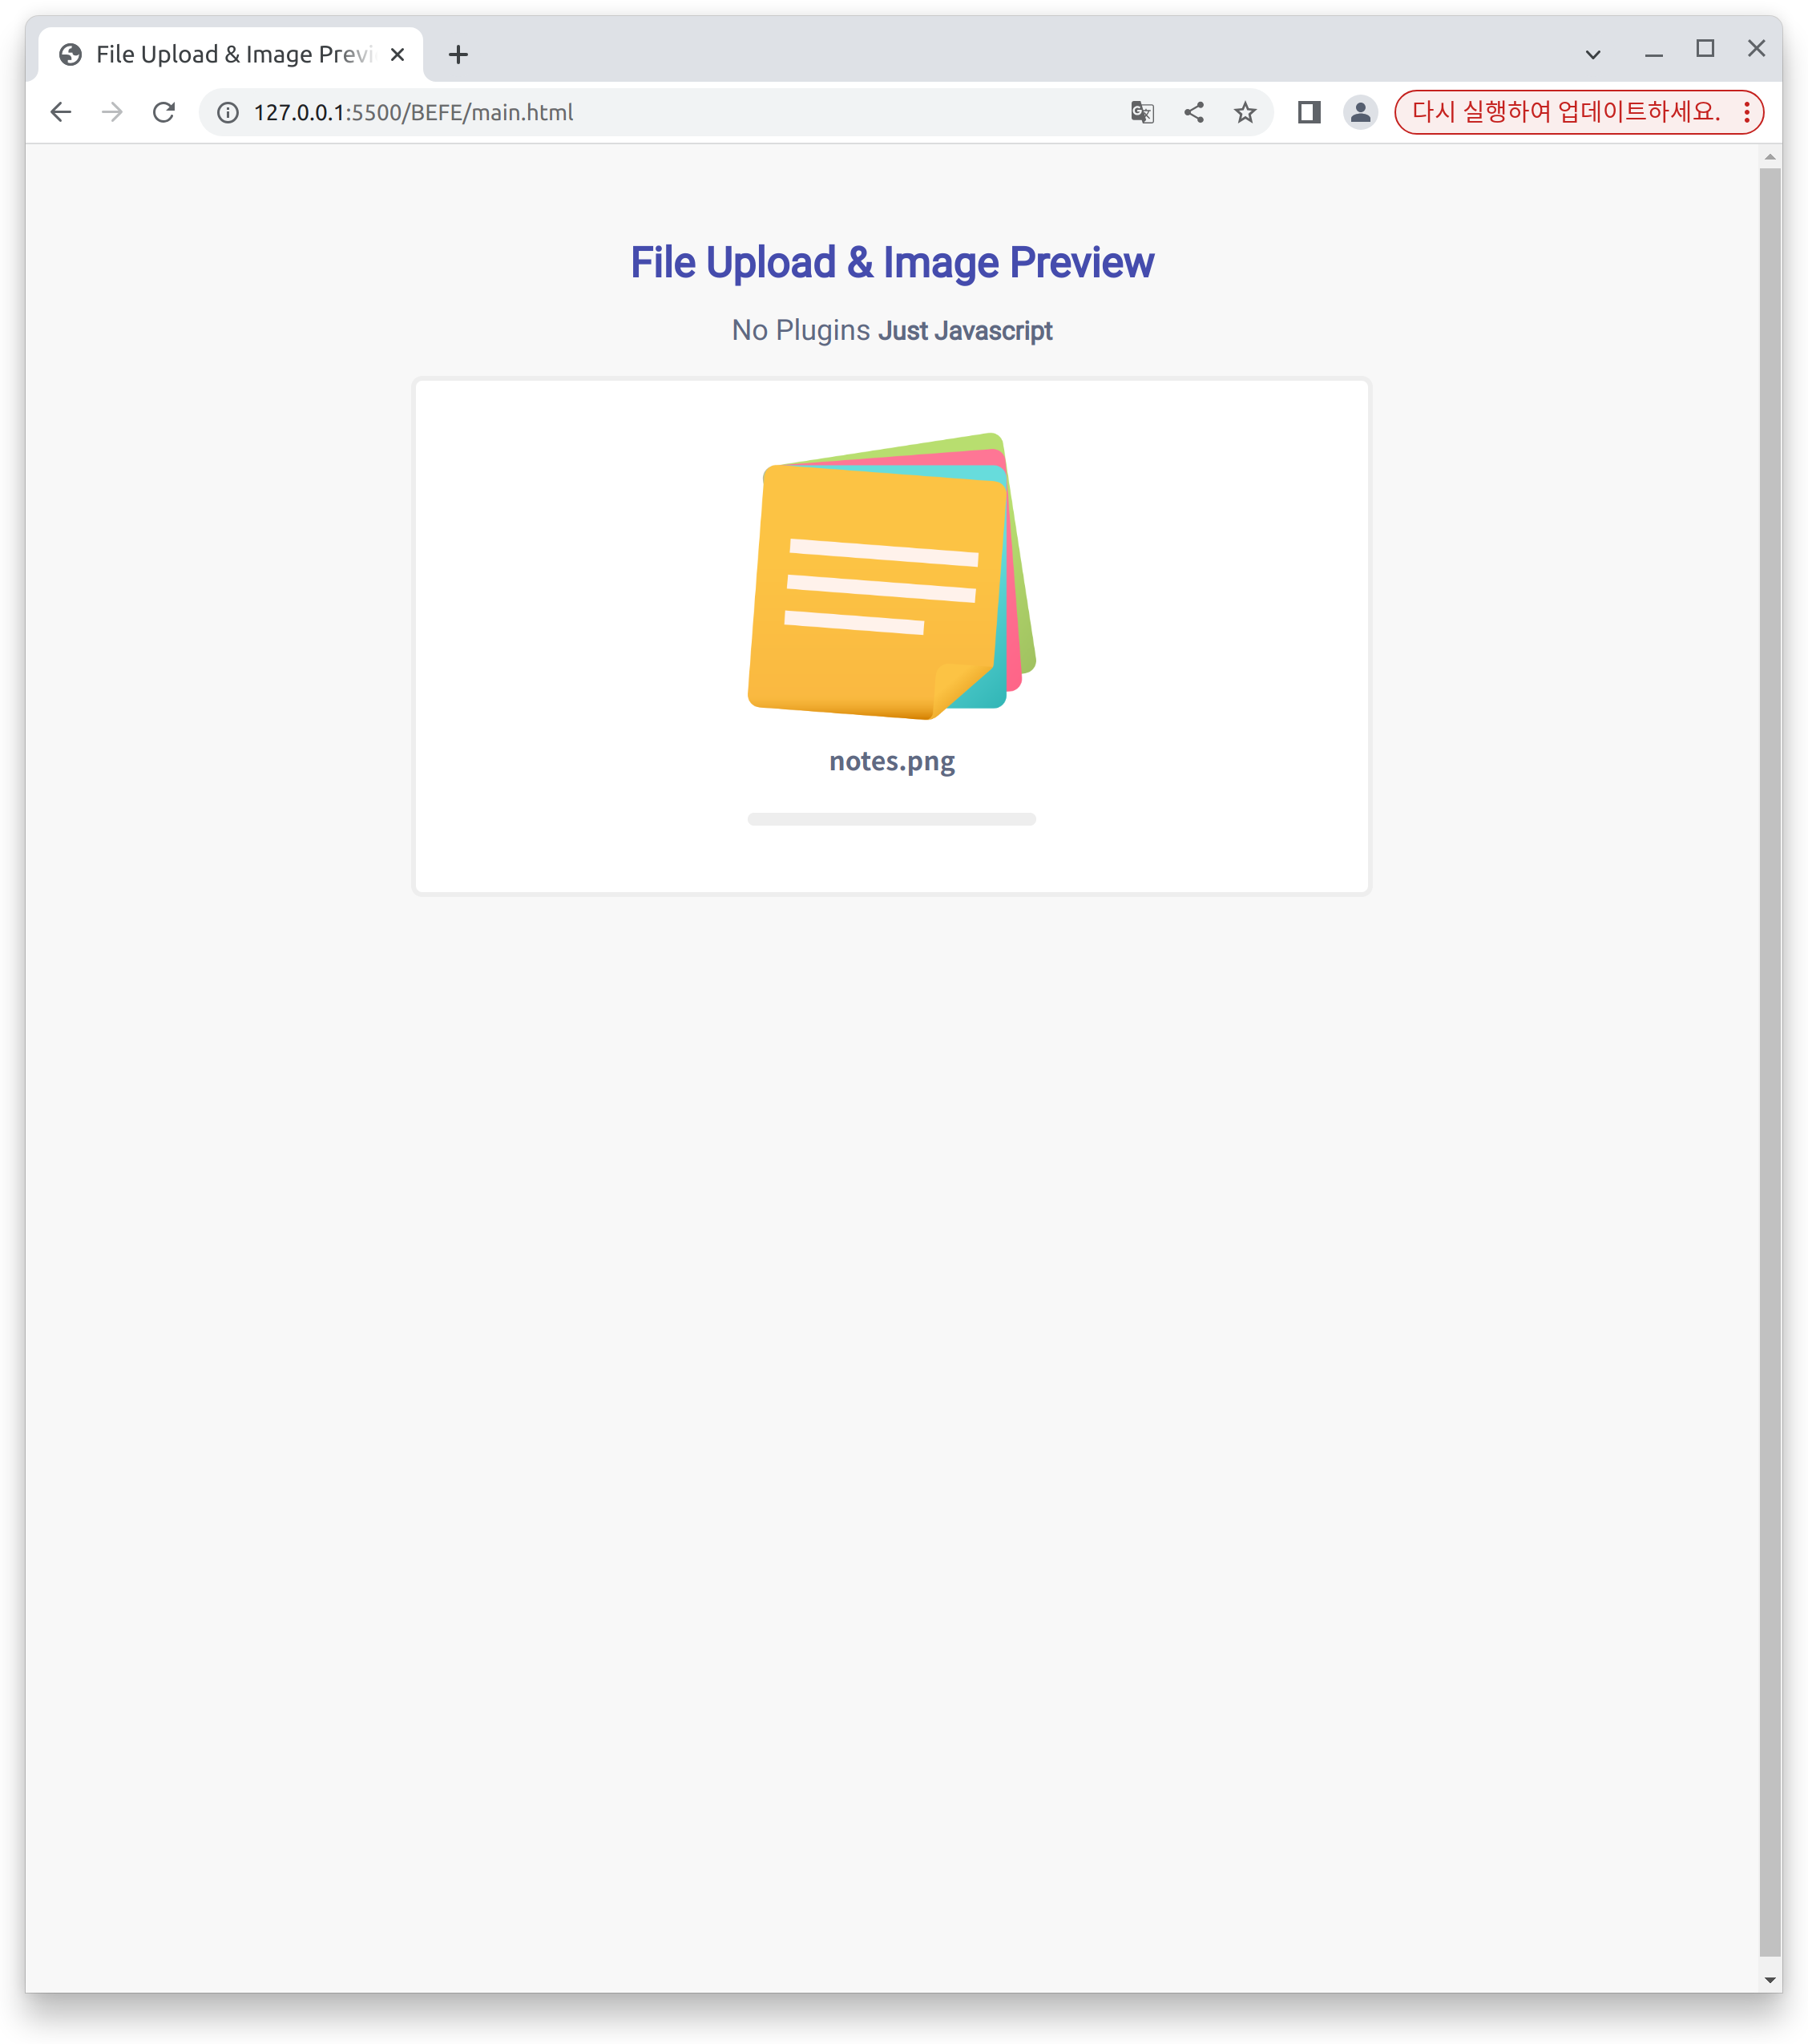 File Upload & Image Previ
127.0.0.1:5500/BEFE/main.html
다시 실행하여 업데이트하세요.
File Upload & Image Preview
No Plugins Just Javascript
notes.png